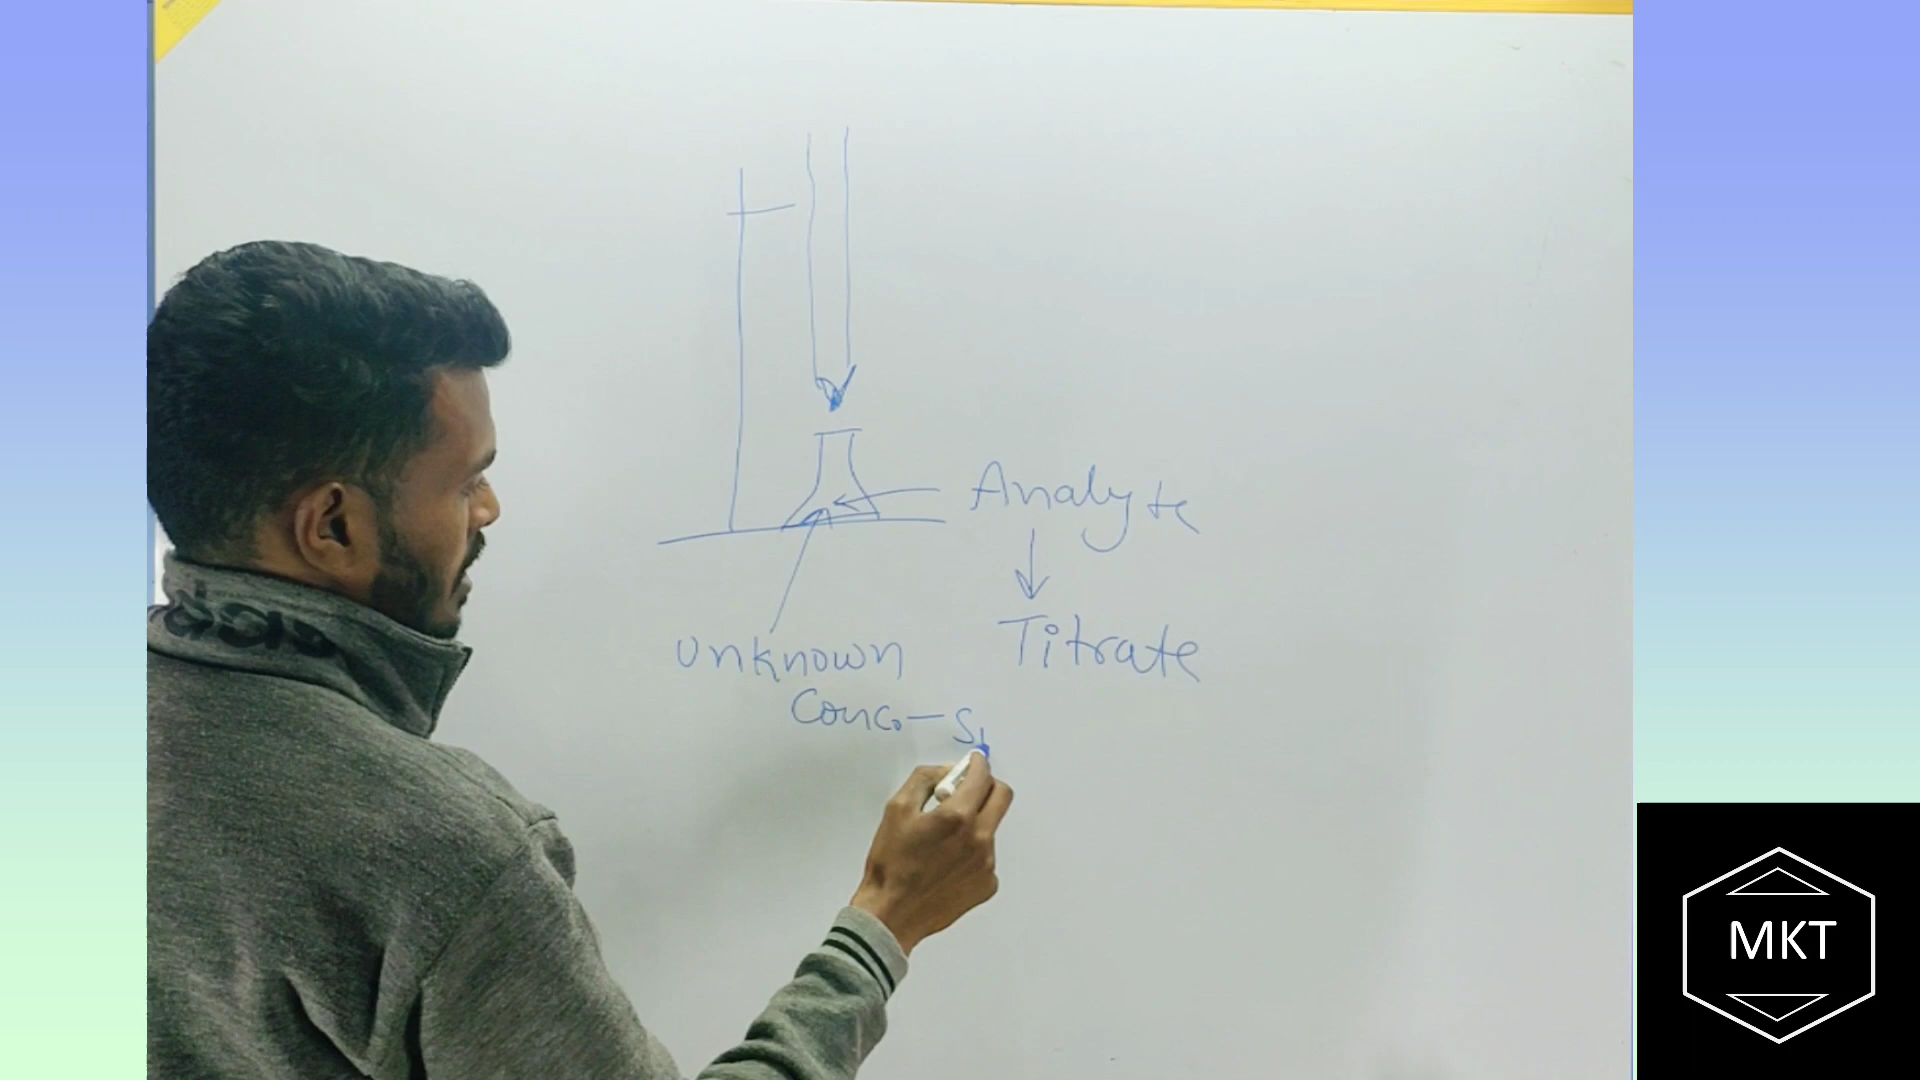 Analyte
Titrate
Unknown
Conc. - S
MKT